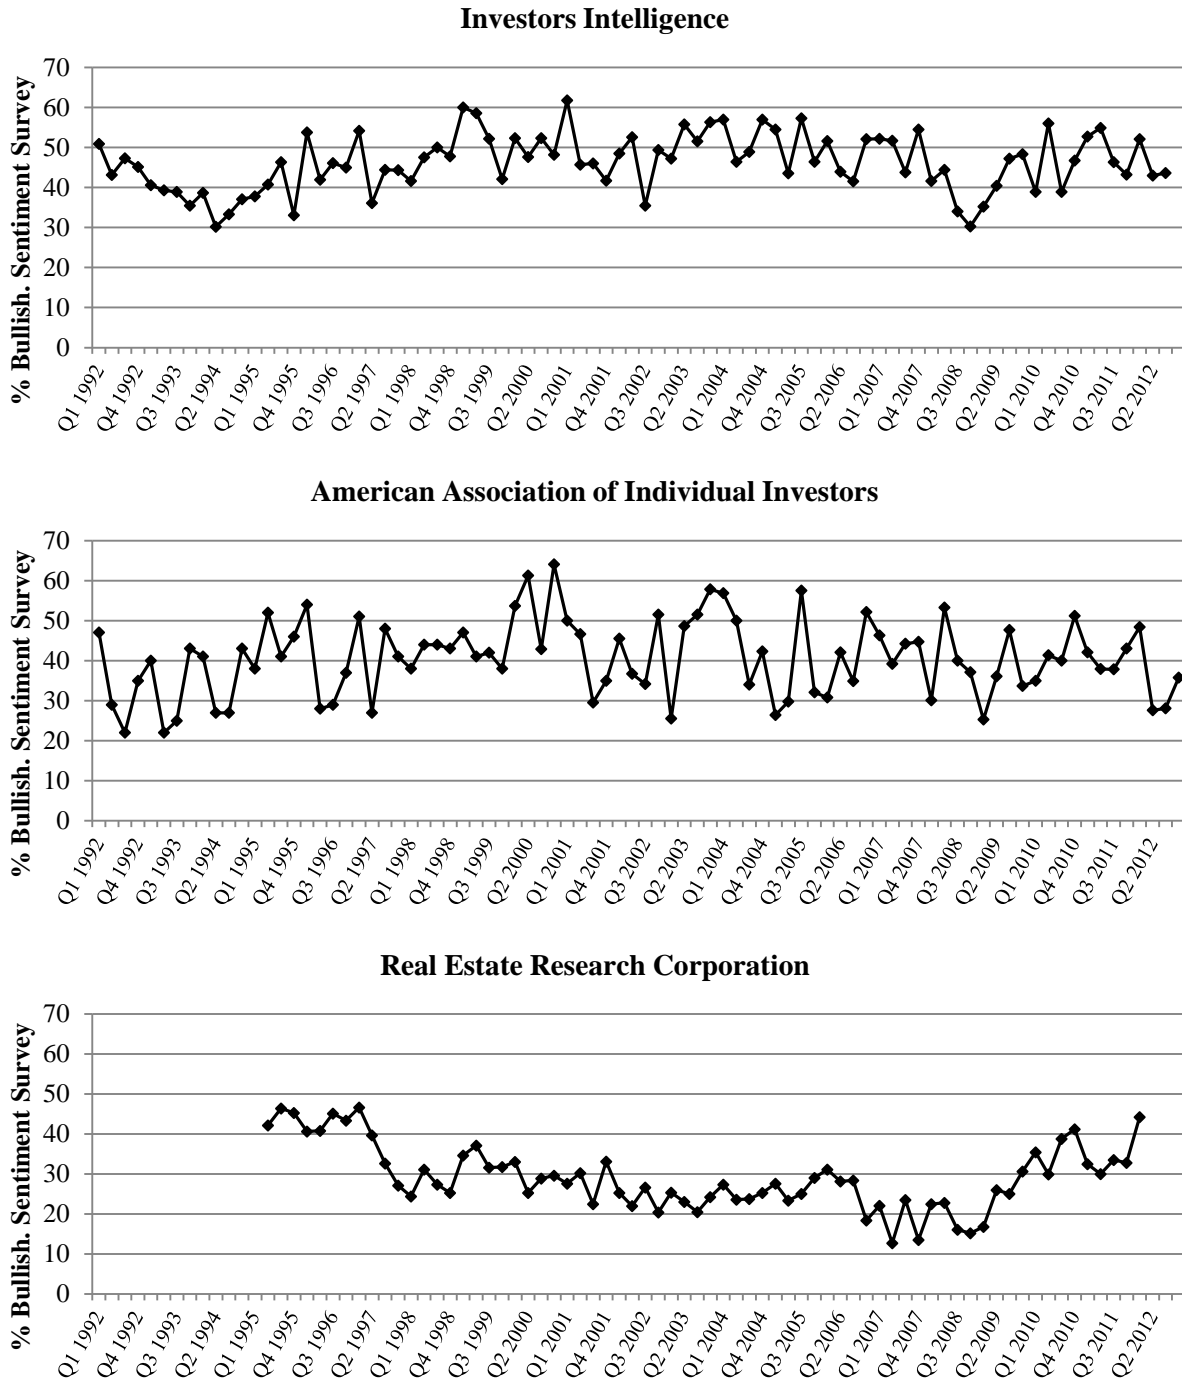 Investors Intelligence
% Bullish. Sentiment Survey
70
60
50
40
30
20
10
0
Q1 1992
Q4 1992
Q3 1993
Q2 1994
Q1 1995
Q4 1995
Q3 1996
Q2 1997
Q1 1998
Q4 1998
Q3 1999
Q2 2000
Q1 2001
Q4 2001
Q3 2002
Q2 2003
Q1 2004
Q4 2004
Q3 2005
Q2 2006
Q1 2007
Q4 2007
Q3 2008
Q2 2009
Q1 2010
Q4 2010
Q3 2011
Q2 2012
American Association of Individual Investors
% Bullish. Sentiment Survey
70
60
50
40
30
20
10
0
Q1 1992
Q4 1992
Q3 1993
Q2 1994
Q1 1995
Q4 1995
Q3 1996
Q2 1997
Q1 1998
Q4 1998
Q3 1999
Q2 2000
Q1 2001
Q4 2001
Q3 2002
Q2 2003
Q1 2004
Q4 2004
Q3 2005
Q2 2006
Q1 2007
Q4 2007
Q3 2008
Q2 2009
Q1 2010
Q4 2010
Q3 2011
Q2 2012
Real Estate Research Corporation
% Bullish. Sentiment Survey
70
60
50
40
30
20
10
0
Q1 1992
Q4 1992
Q3 1993
Q2 1994
Q1 1995
Q4 1995
Q3 1996
Q2 1997
Q1 1998
Q4 1998
Q3 1999
Q2 2000
Q1 2001
Q4 2001
Q3 2002
Q2 2003
Q1 2004
Q4 2004
Q3 2005
Q2 2006
Q1 2007
Q4 2007
Q3 2008
Q2 2009
Q1 2010
Q4 2010
Q3 2011
Q2 2012